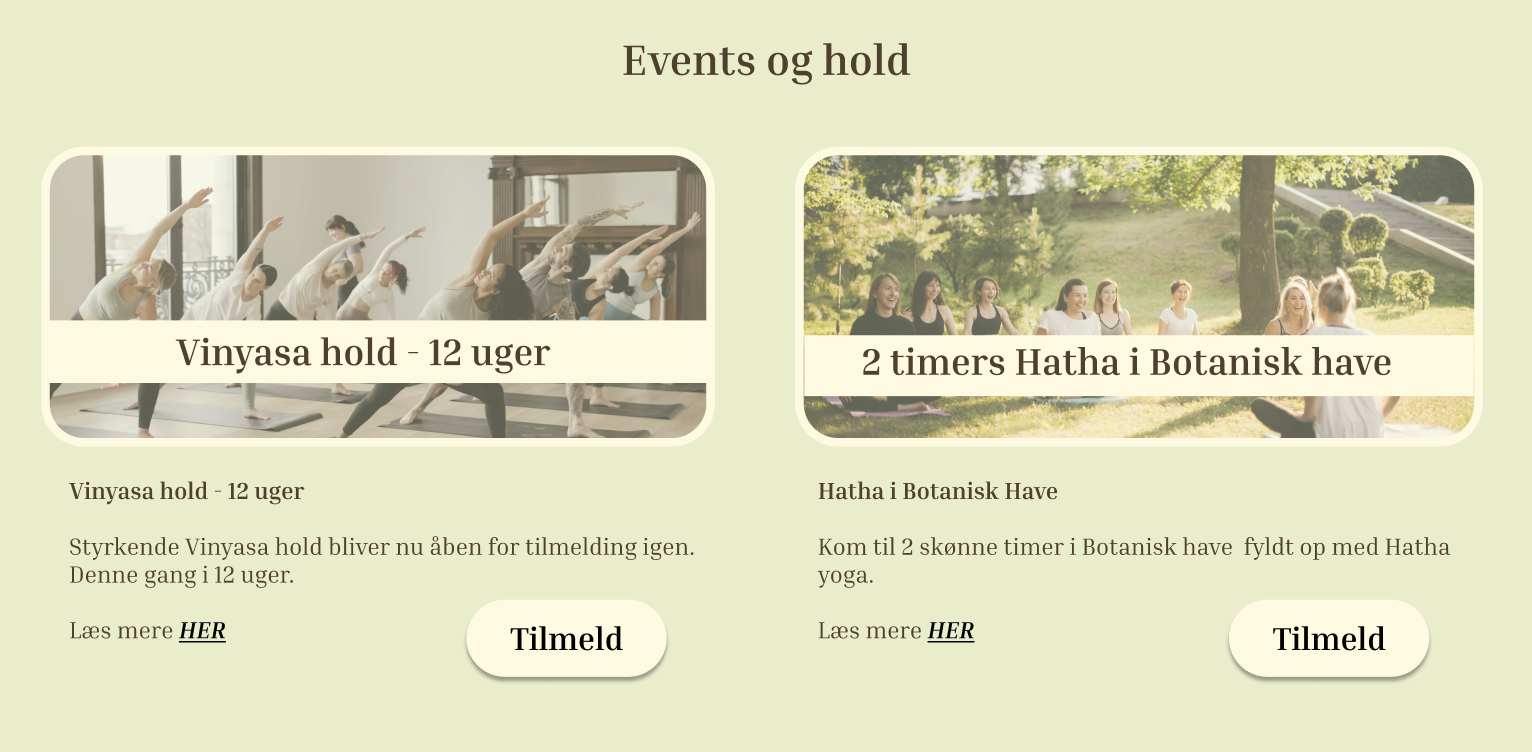 Events og hold
Vinyasa hold - 12 uger
2 timers Hatha i Botanisk have
Vinyasa hold - 12 uger
Styrkende Vinyasa hold bliver nu åben for tilmelding igen.
Denne gang i 12 uger.
Læs mere HER
Tilmeld
Hatha i Botanisk Have
Kom til 2 skønne timer i Botanisk have  fyldt op med Hatha
yoga.
Læs mere HER
Tilmeld